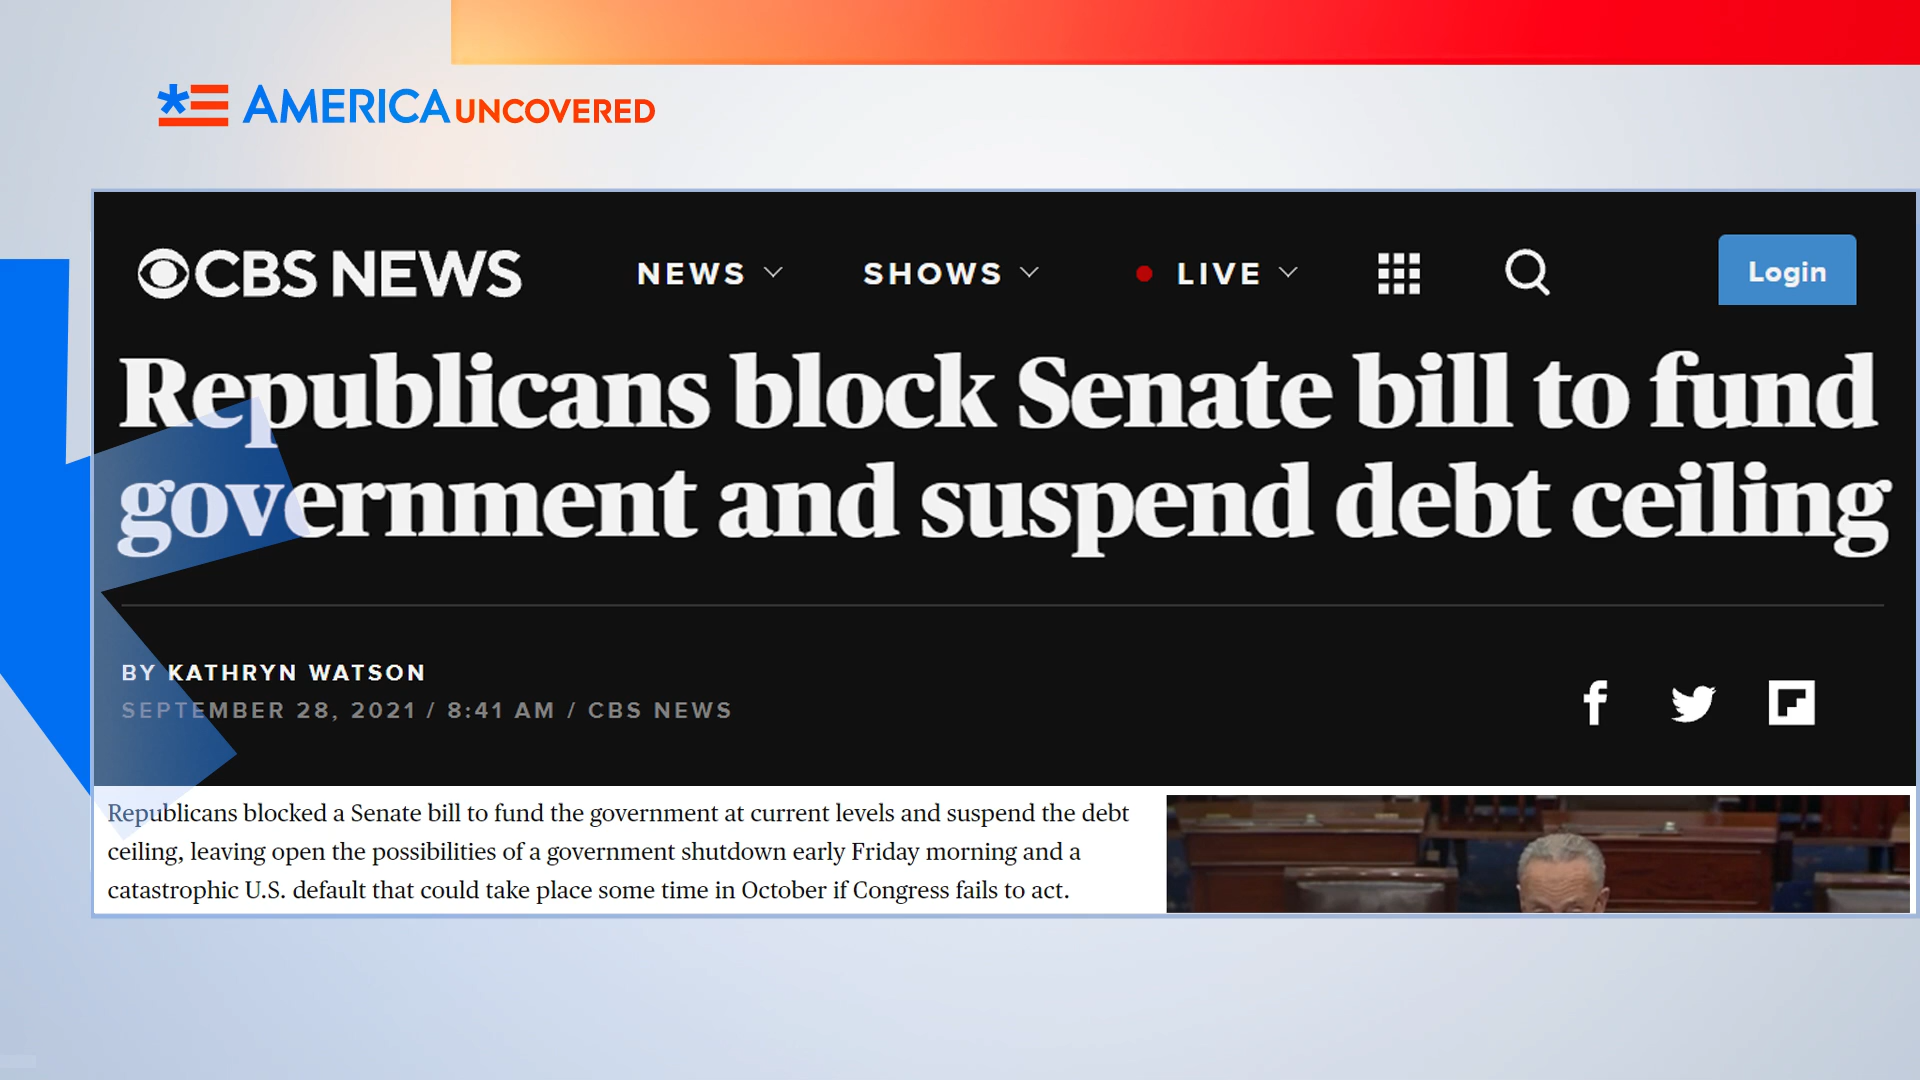 AMERICA UNCOVERED
CBS NEWS NEWS SHOWS LIVE Login
Republicans block Senate bill to fund
government and suspend debt ceiling
BY KATHRYN WATSON
SEPTEMBER 28, 2021 / 8:41 AM / CBS NEWS
Republicans blocked a Senate bill to fund the government at current levels and suspend the debt
ceiling, leaving open the possibilities of a government shutdown early Friday morning and a
catastrophic U.S. default that could take place some time in October if Congress fails to act.